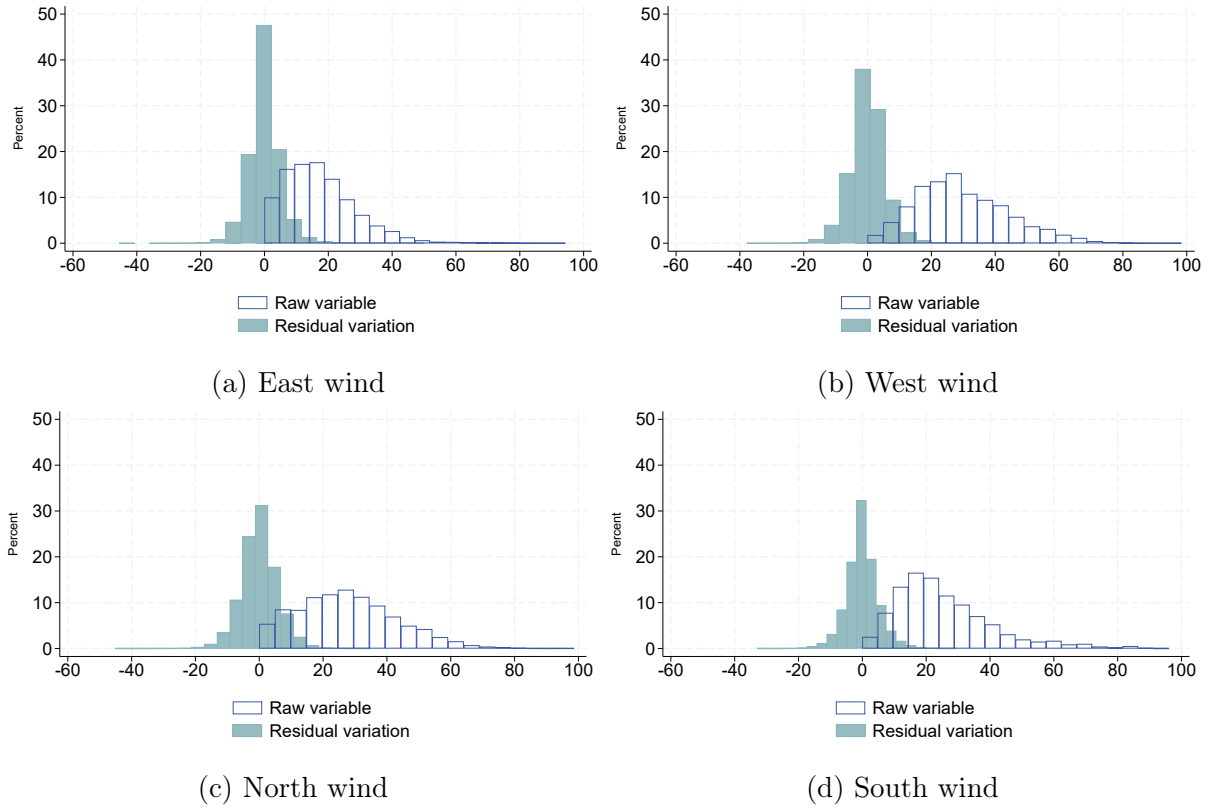 50
40
30
20
10
0
Percent
-60 -40 -20 0 20 40 60 80 100
Raw variable
Residual variation
(a) East wind
50
40
30
20
10
0
Percent
-60 -40 -20 0 20 40 60 80 100
Raw variable
Residual variation
(b) West wind
50
40
30
20
10
0
Percent
-60 -40 -20 0 20 40 60 80 100
Raw variable
Residual variation
(c) North wind
50
40
30
20
10
0
Percent
-60 -40 -20 0 20 40 60 80 100
Raw variable
Residual variation
(d) South wind